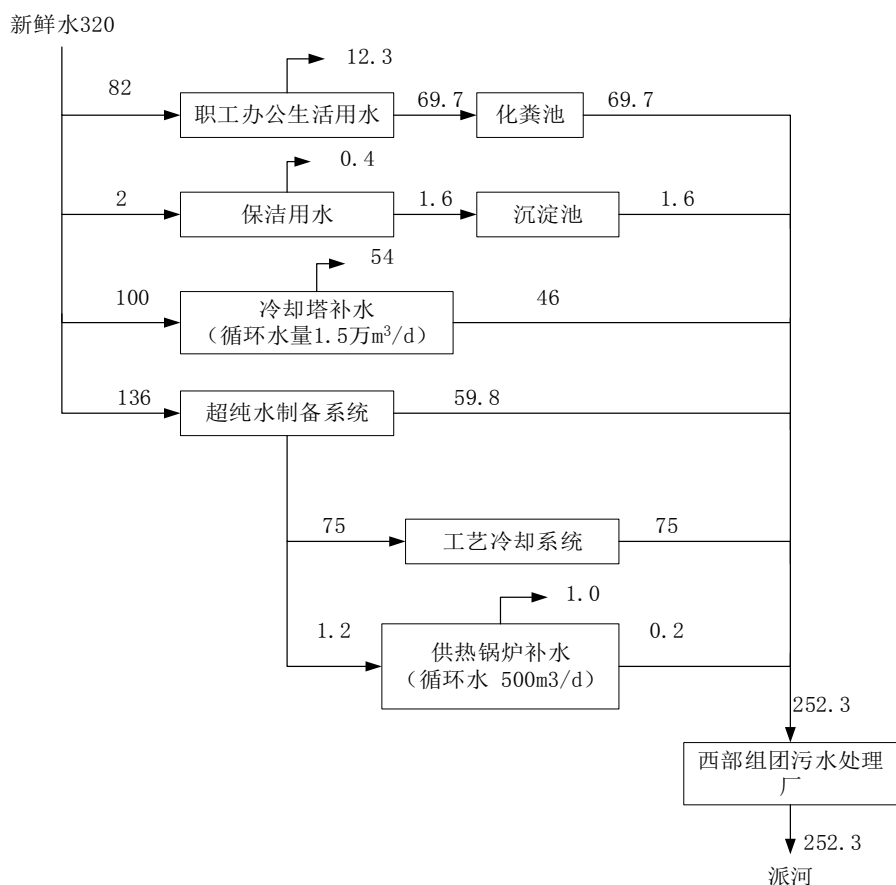 新鲜水320
12.3
82
职工办公生活用水
69.7
化粪池
69.7
0.4
2
保洁用水
1.6
沉淀池
1.6
54
100
冷却塔补水
（循环水量1.5万m³/d）
46
136
超纯水制备系统
59.8
75
工艺冷却系统
75
1.0
1.2
供热锅炉补水
（循环水 500m3/d）
0.2
252.3
西部组团污水处理
厂
252.3
派河